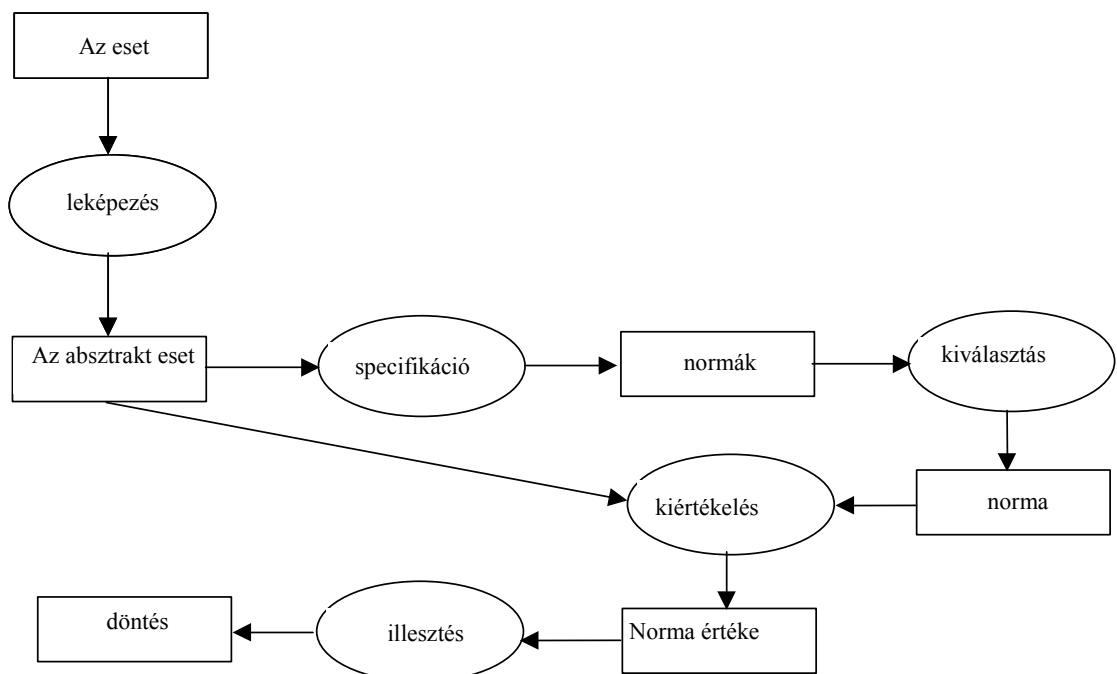 Az eset
leképezés
Az absztrakt eset
specifikáció
normák
kiválasztás
kiértékelés
norma
döntés
illesztés
Norma értéke